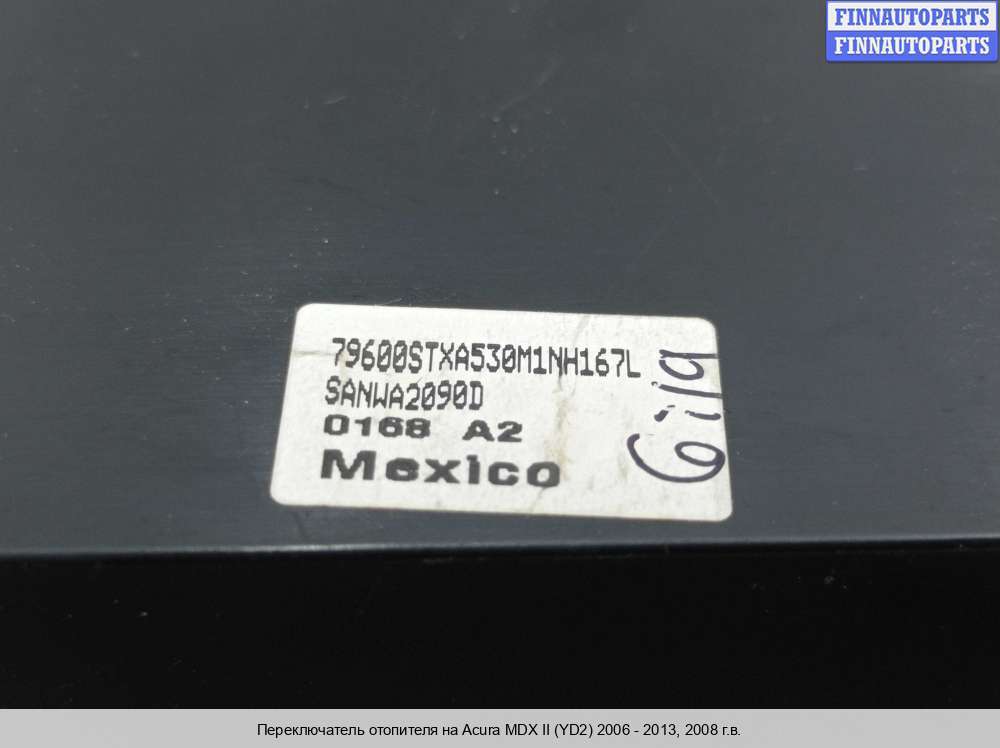 FINNAUTOPARTS
FINNAUTOPARTS
79600STXA530M1NH167L
SANWA2090D
0168 A2
Mexico
Переключатель отопителя на Acura MDX II (YD2) 2006 - 2013, 2008 г.в.